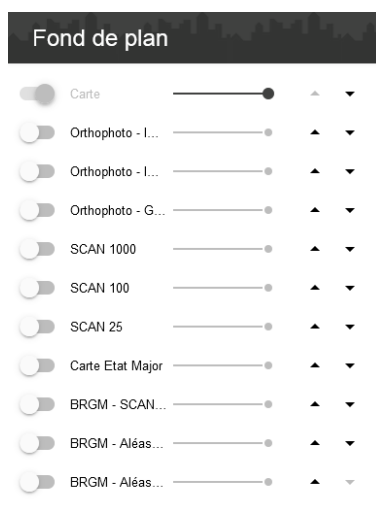 Fond de plan
Carte
Orthophoto - I...
Orthophoto - I...
Orthophoto - G...
SCAN 1000
SCAN 100
SCAN 25
Carte Etat Major
BRGM - SCAN...
BRGM - Aléas...
BRGM - Aléas...